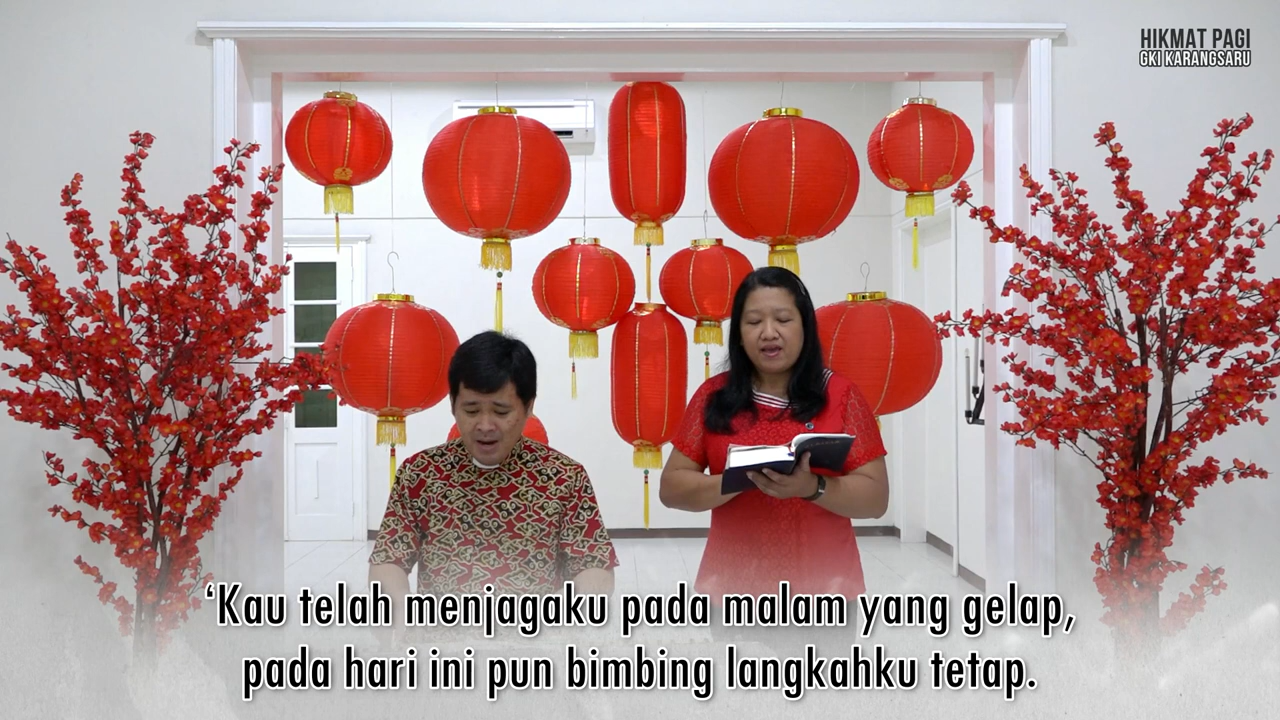 HIKMAT PAGI
GKI KARANGSARU
‘Kau telah menjagaku pada malam yang gelap,
pada hari ini pun bimbing langkahku tetap.